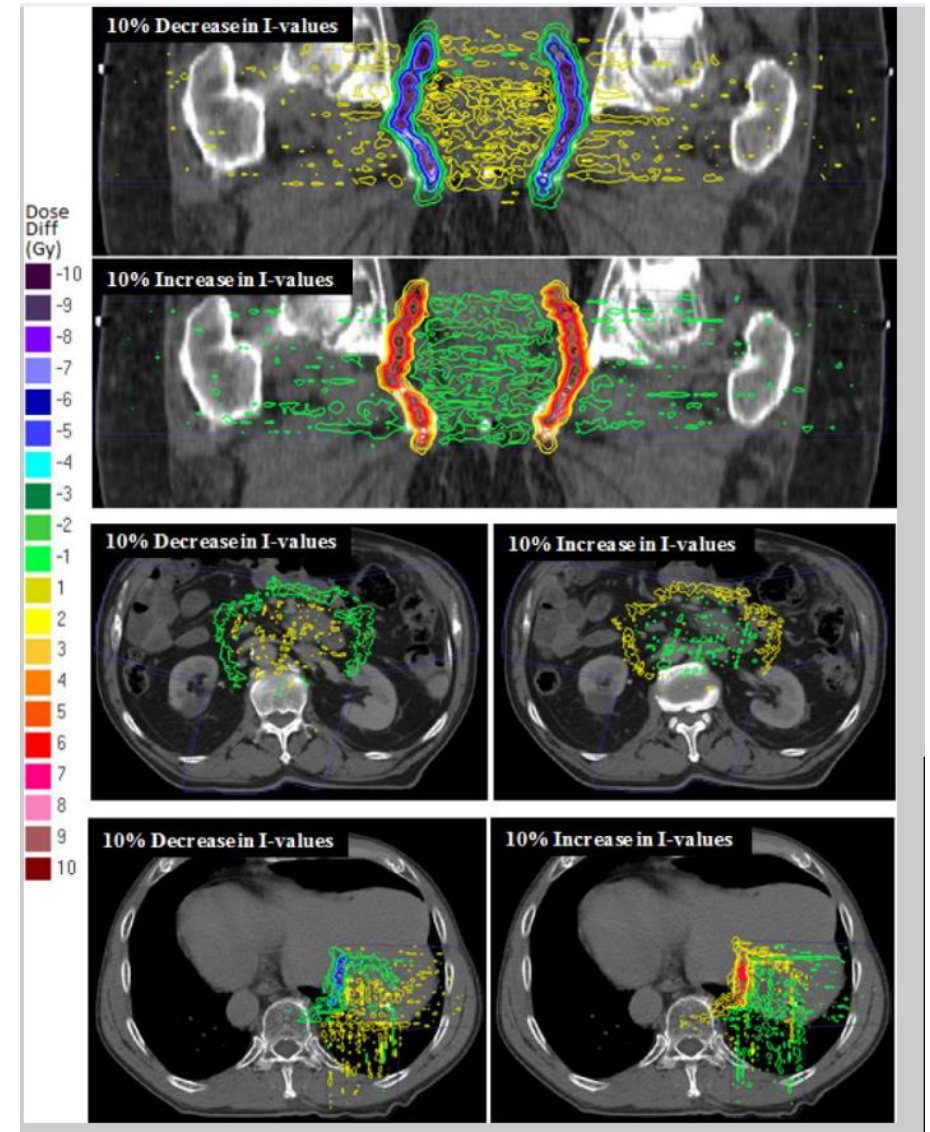 10% Decrease in I-values
Dose
Diff
(Gy)
-10
-9
-8
-7
-6
-5
-4
-3
-2
-1
1
2
3
4
5
6
7
8
9
10
10% Increase in I-values
10% Decrease in I-values
10% Increase in I-values
10% Decrease in I-values
10% Increase in I-values